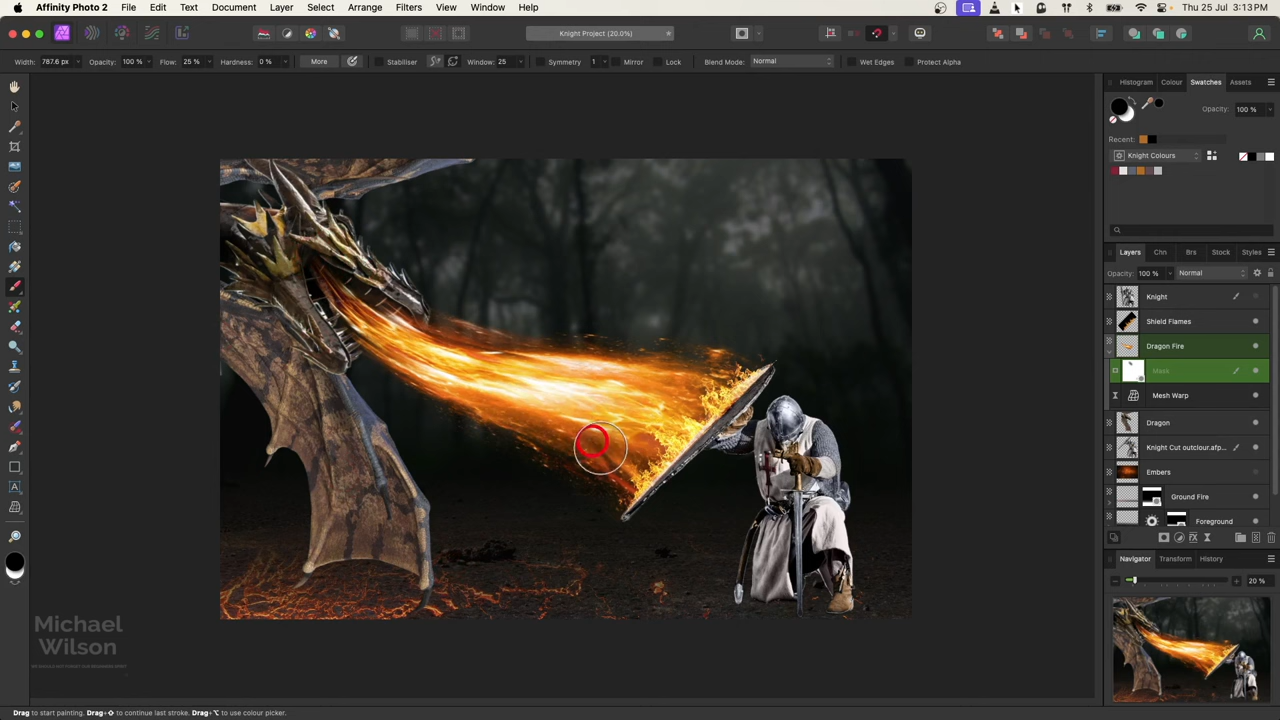 Affinity Photo 2 File Edit Text Document Layer Select Arrange Filters View Window Help Thu 25 Jul 3:13PM
Knight Project (20.0%)
Width: 787.6 px Opacity: 100 % Flow: 25 % Hardness: 0 % More Stabiliser Window: 25 Symmetry 1 Mirror Lock Blend Mode: Normal Wet Edges Protect Alpha
Histogram Colour Swatches Assets
Opacity: 100 %
Recent:
Knight Colours
Layers Chn Brs Stock Styles
Opacity: 100 % Normal
Knight
Shield Flames
Dragon Fire
Mask
Mesh Warp
Dragon
Knight Cut outclour.afp...
Embers
Ground Fire
Foreground
Navigator Transform History
20 %
Michael
Wilson
Drag to start painting. Drag+⇧ to continue last stroke. Drag+⌥ to use colour picker.